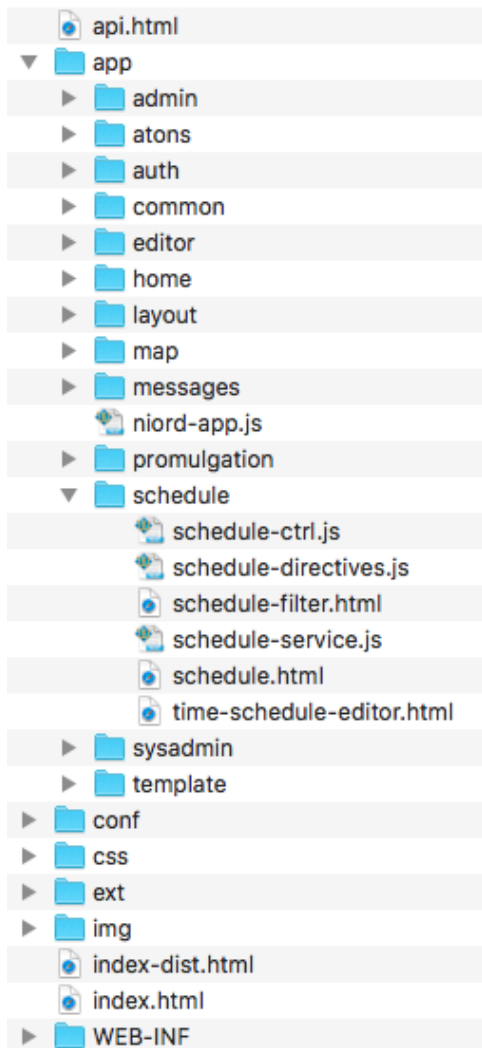 api.html
app
admin
atons
auth
common
editor
home
layout
map
messages
niord-app.js
promulgation
schedule
schedule-ctrl.js
schedule-directives.js
schedule-filter.html
schedule-service.js
schedule.html
time-schedule-editor.html
sysadmin
template
conf
css
ext
img
index-dist.html
index.html
WEB-INF